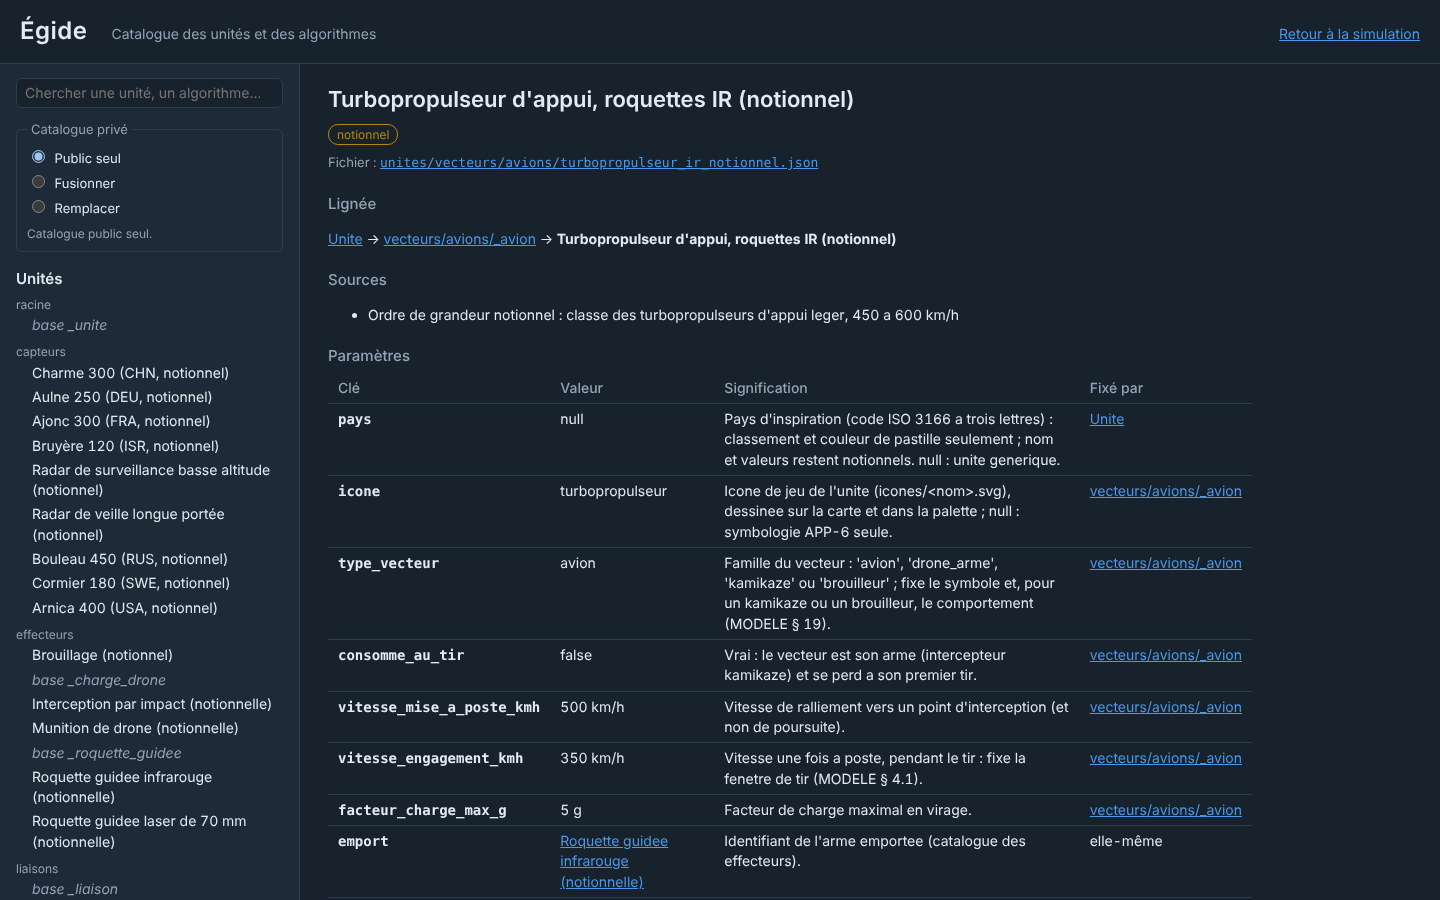 Égide
Catalogue des unités et des algorithmes
Retour à la simulation
Chercher une unité, un algorithme...
Catalogue privé
Public seul
Fusionner
Remplacer
Catalogue public seul.
Unités
racine
base _unite
capteurs
Charme 300 (CHN, notionnel)
Aulne 250 (DEU, notionnel)
Ajonc 300 (FRA, notionnel)
Bruyère 120 (ISR, notionnel)
Radar de surveillance basse altitude
(notionnel)
Radar de veille longue portée
(notionnel)
Bouleau 450 (RUS, notionnel)
Cormier 180 (SWE, notionnel)
Arnica 400 (USA, notionnel)
effecteurs
Brouillage (notionnel)
base _charge_drone
Interception par impact (notionnelle)
Munition de drone (notionnelle)
base _roquette_guidee
Roquette guidee infrarouge
(notionnelle)
Roquette guidee laser de 70 mm
(notionnelle)
liaisons
base _liaison
Turbopropulseur d'appui, roquettes IR (notionnel)
notionnel
Fichier : unites/vecteurs/avions/turbopropulseur_ir_notionnel.json
Lignée
Unite → vecteurs/avions/_avion → Turbopropulseur d'appui, roquettes IR (notionnel)
Sources
• Ordre de grandeur notionnel : classe des turbopropulseurs d'appui leger, 450 a 600 km/h
Paramètres
Clé Valeur Signification Fixé par
pays null Pays d'inspiration (code ISO 3166 a trois lettres) : Unite
classement et couleur de pastille seulement ; nom
et valeurs restent notionnels. null : unite generique.
icone turbopropulseur Icone de jeu de l'unite (icones/<nom>.svg), vecteurs/avions/_avion
dessinee sur la carte et dans la palette ; null :
symbologie APP-6 seule.
type_vecteur avion Famille du vecteur : 'avion', 'drone_arme', vecteurs/avions/_avion
'kamikaze' ou 'brouilleur' ; fixe le symbole et, pour
un kamikaze ou un brouilleur, le comportement
(MODELE § 19).
consomme_au_tir false Vrai : le vecteur est son arme (intercepteur vecteurs/avions/_avion
kamikaze) et se perd a son premier tir.
vitesse_mise_a_poste_kmh 500 km/h Vitesse de ralliement vers un point d'interception (et vecteurs/avions/_avion
non de poursuite).
vitesse_engagement_kmh 350 km/h Vitesse une fois a poste, pendant le tir : fixe la vecteurs/avions/_avion
fenetre de tir (MODELE § 4.1).
facteur_charge_max_g 5 g Facteur de charge maximal en virage. vecteurs/avions/_avion
emport Roquette guidee Identifiant de l'arme emportee (catalogue des elle-même
infrarouge effecteurs).
(notionnelle)